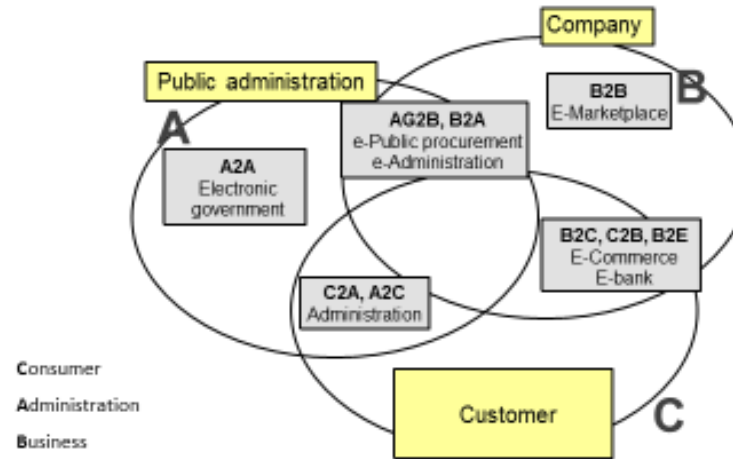 Company
Public administration
A
B
B2B
E-Marketplace
AG2B, B2A
e-Public procurement
e-Administration
A2A
Electronic
government
B2C, C2B, B2E
E-Commerce
E-bank
C2A, A2C
Administration
Consumer
Administration
Business
Customer
C